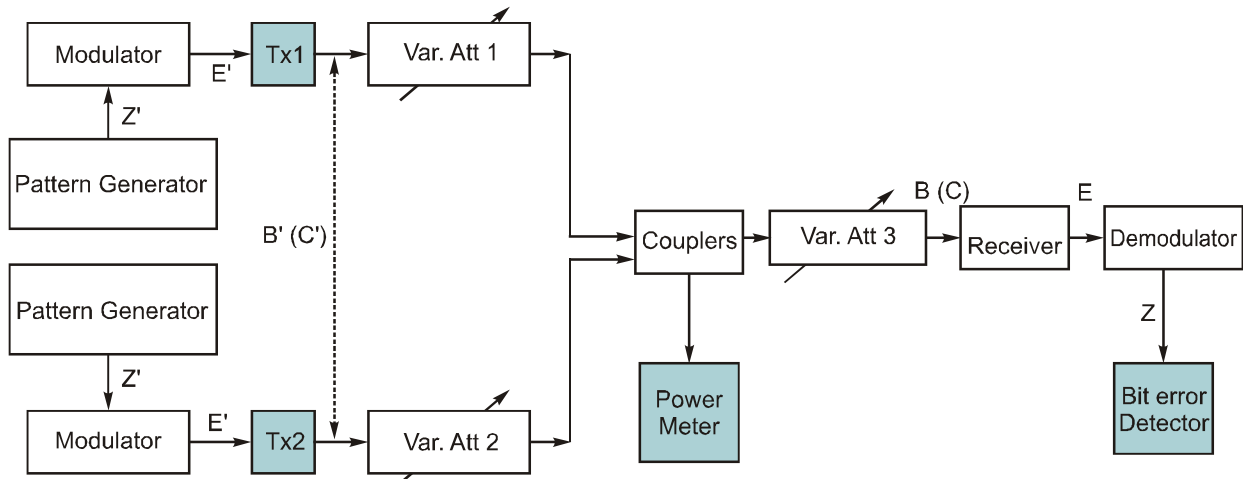 Modulator
E'
Tx1
Var. Att 1
Z'
Pattern Generator
B' (C')
Pattern Generator
Z'
Modulator
E'
Tx2
Var. Att 2
Couplers
Power
Meter
Var. Att 3
B (C)
Receiver
E
Demodulator
Z
Bit error
Detector